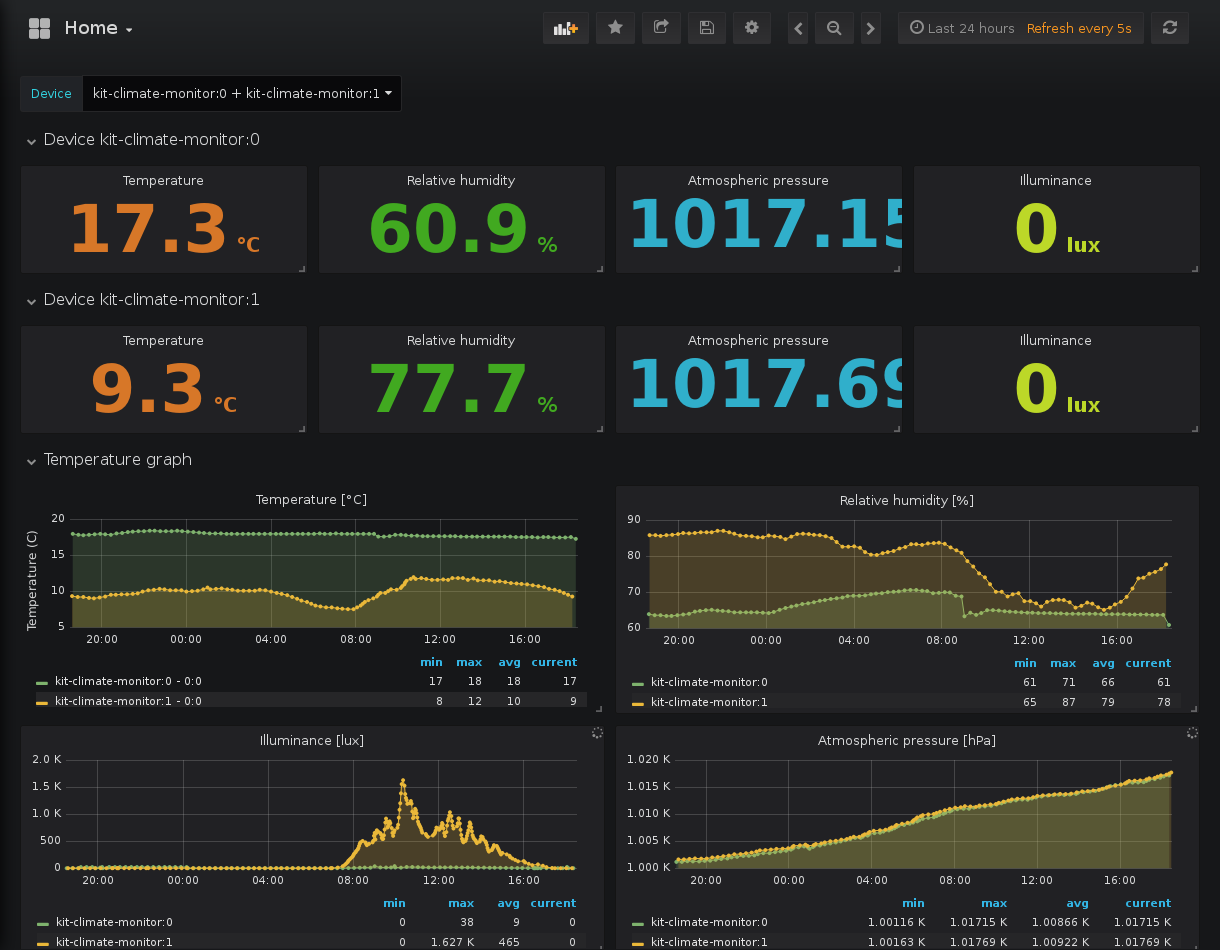 Home
Last 24 hours Refresh every 5s
Device kit-climate-monitor:0 + kit-climate-monitor:1
Device kit-climate-monitor:0
Temperature Relative humidity Atmospheric pressure Illuminance
17.3 °C 60.9 % 1017.15 0 lux
Device kit-climate-monitor:1
Temperature Relative humidity Atmospheric pressure Illuminance
9.3 °C 77.7 % 1017.69 0 lux
Temperature graph
Temperature [°C]
Temperature (C)
20
15
10
5
20:00 00:00 04:00 08:00 12:00 16:00
min max avg current
kit-climate-monitor:0 - 0:0 17 18 18 17
kit-climate-monitor:1 - 0:0 8 12 10 9
Relative humidity [%]
90
80
70
60
20:00 00:00 04:00 08:00 12:00 16:00
min max avg current
kit-climate-monitor:0 61 71 66 61
kit-climate-monitor:1 65 87 79 78
Illuminance [lux]
2.0 K
1.5 K
1.0 K
500
0
20:00 00:00 04:00 08:00 12:00 16:00
min max avg current
kit-climate-monitor:0 0 38 9 0
kit-climate-monitor:1 0 1.627 K 465 0
Atmospheric pressure [hPa]
1.020 K
1.015 K
1.010 K
1.005 K
1.000 K
20:00 00:00 04:00 08:00 12:00 16:00
min max avg current
kit-climate-monitor:0 1.00116 K 1.01715 K 1.00866 K 1.01715 K
kit-climate-monitor:1 1.00163 K 1.01769 K 1.00922 K 1.01769 K